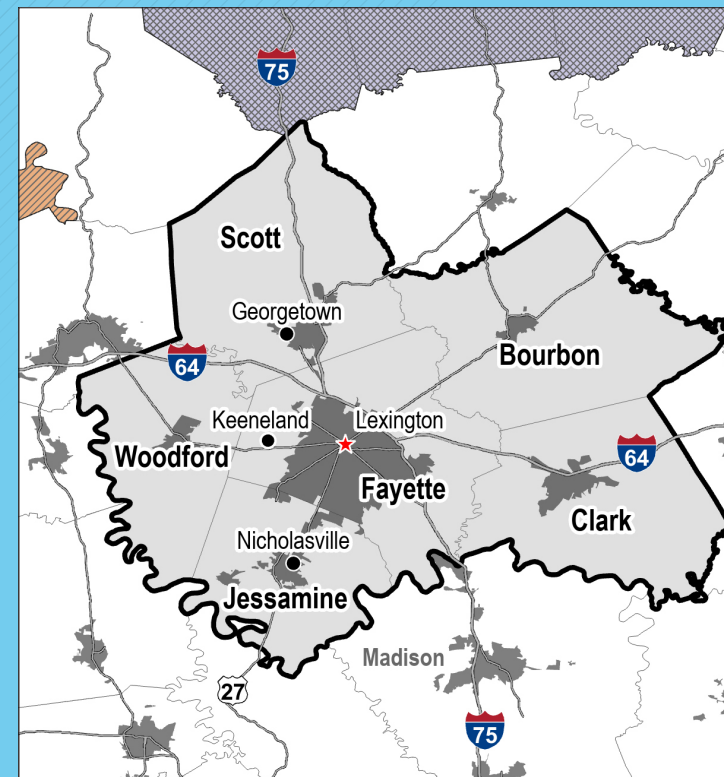 75
Scott
Georgetown
64
Bourbon
Keeneland
Lexington
Woodford
64
Fayette
Clark
Nicholasville
Jessamine
Madison
27
75